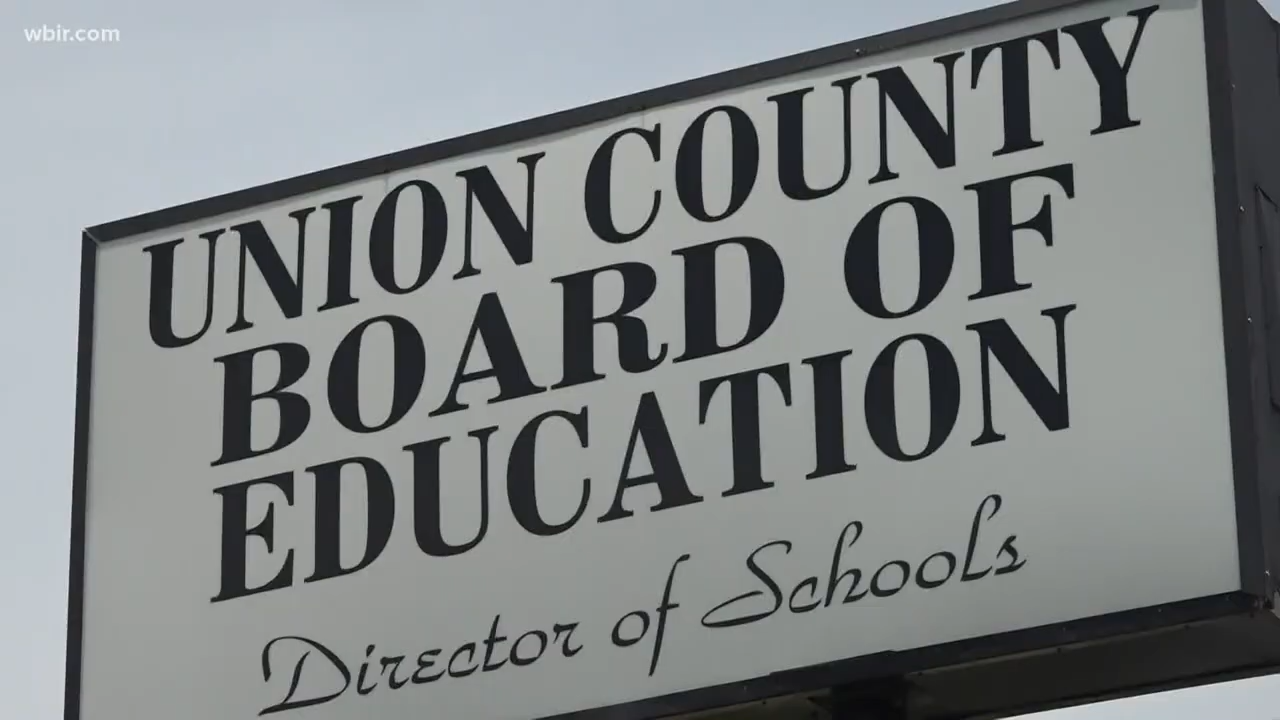 wbir.com
UNION COUNTY
BOARD OF
EDUCATION
Director of Schools